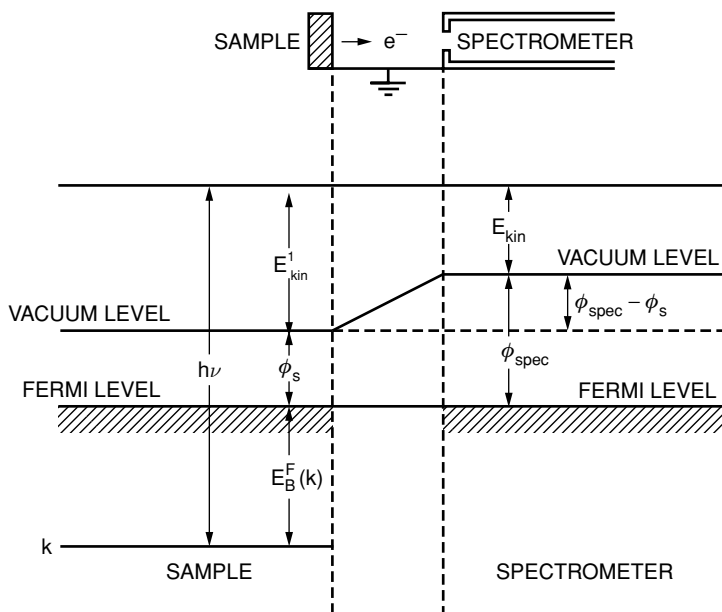 SAMPLE
e⁻
SPECTROMETER
E¹kin
Ekin
VACUUM LEVEL
VACUUM LEVEL
ϕspec − ϕs
hν
ϕs
ϕspec
FERMI LEVEL
FERMI LEVEL
E_B^F(k)
k
SAMPLE
SPECTROMETER